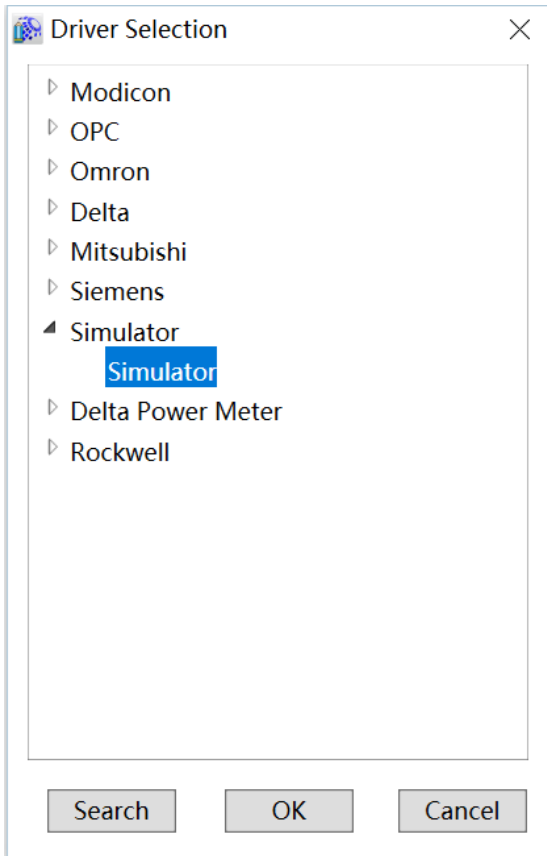 Driver Selection
Modicon
OPC
Omron
Delta
Mitsubishi
Siemens
Simulator
Simulator
Delta Power Meter
Rockwell
Search OK Cancel